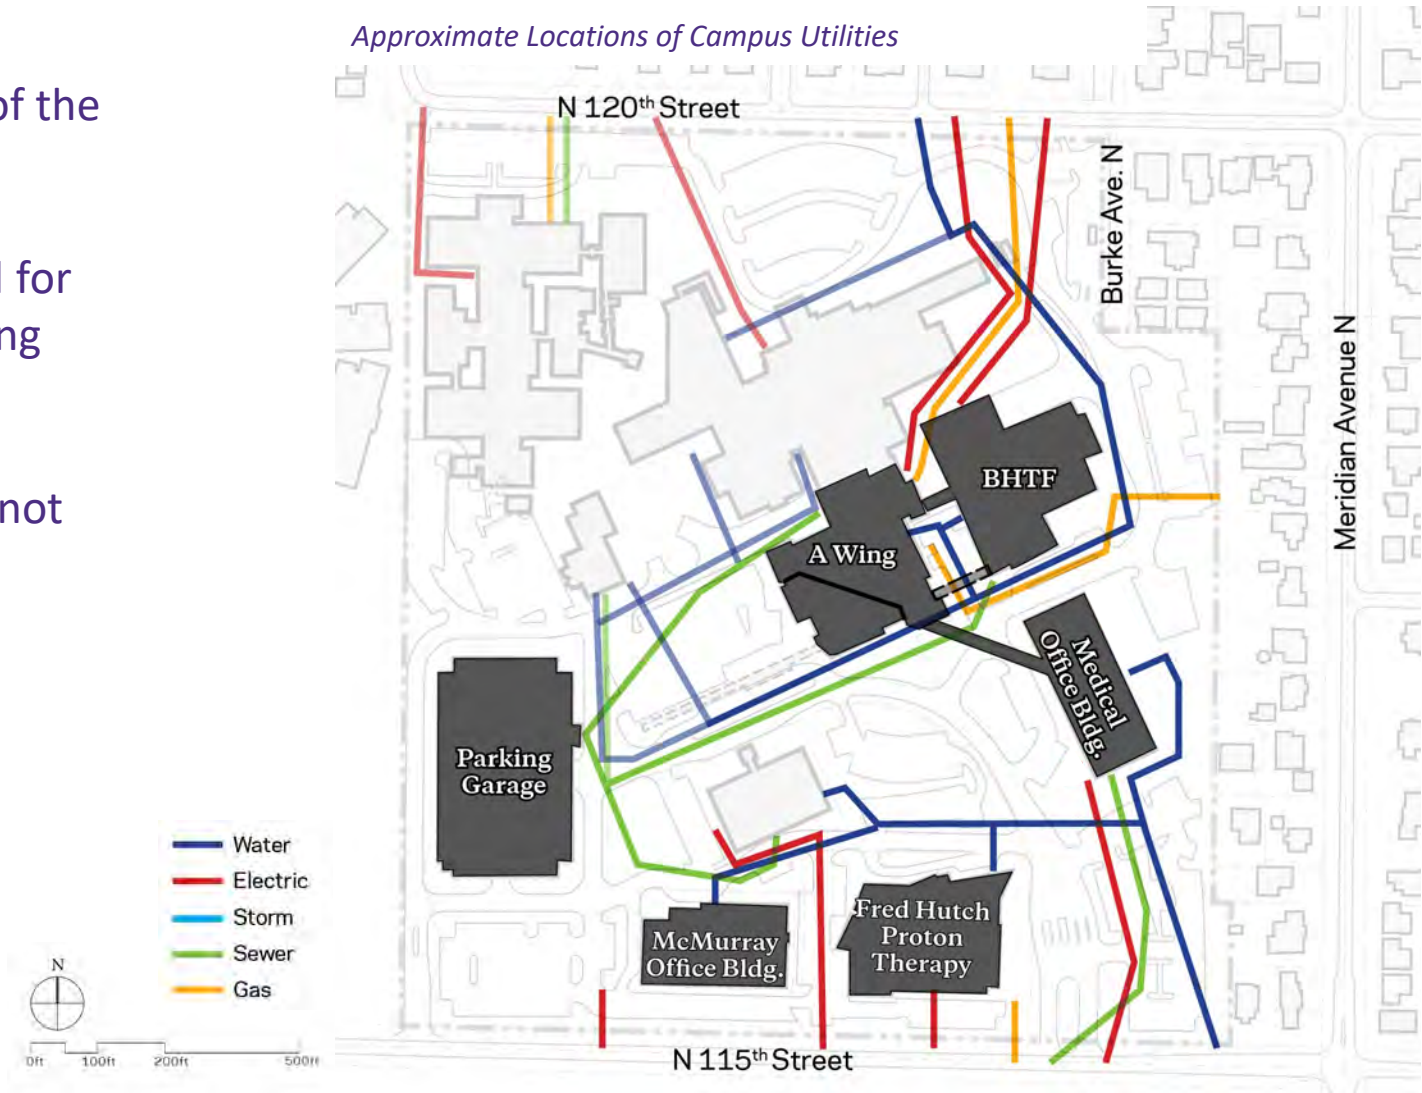 Approximate Locations of Campus Utilities
of the
l for
ng
not
N 120th Street
Burke Ave. N
Meridian Avenue N
BHTF
A Wing
Medical
Office Bldg.
Parking
Garage
Water
Electric
Storm
Sewer
Gas
McMurray
Office Bldg.
Fred Hutch
Proton
Therapy
N
0ft 100ft 200ft 500ft
N 115th Street